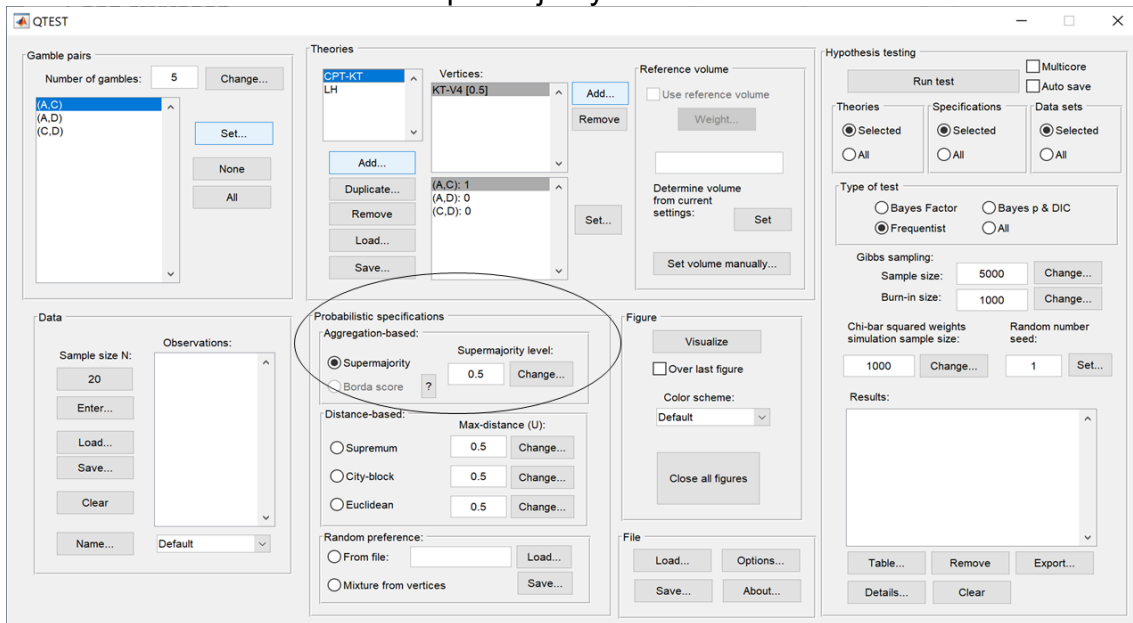 QTEST
Gamble pairs
Number of gambles: 5 Change...
(A,C)
(A,D)
(C,D)
Set...
None
All
Theories
CPT-KT
LH
Vertices:
KT-V4 [0.5]
Add...
Remove
Add...
Duplicate...
Remove
Load...
Save...
(A,C): 1
(A,D): 0
(C,D): 0
Set...
Reference volume
Use reference volume
Weight...
Determine volume
from current
settings:
Set
Set volume manually...
Hypothesis testing
Run test
Multicore
Auto save
Theories
Selected
All
Specifications
Selected
All
Data sets
Selected
All
Type of test
Bayes Factor
Bayes p & DIC
Frequentist
All
Gibbs sampling:
Sample size: 5000 Change...
Burn-in size: 1000 Change...
Chi-bar squared weights
simulation sample size:
1000 Change...
Random number
seed:
1 Set...
Results:
Table...
Remove
Export...
Details...
Clear
Data
Sample size N:
20
Enter...
Load...
Save...
Clear
Name...
Observations:
Default
Probabilistic specifications
Aggregation-based:
Supermajority
Borda score ?
Supermajority level:
0.5 Change...
Distance-based:
Max-distance (U):
Supremum 0.5 Change...
City-block 0.5 Change...
Euclidean 0.5 Change...
Random preference:
From file: Load...
Mixture from vertices Save...
Figure
Visualize
Over last figure
Color scheme:
Default
Close all figures
File
Load...
Options...
Save...
About...